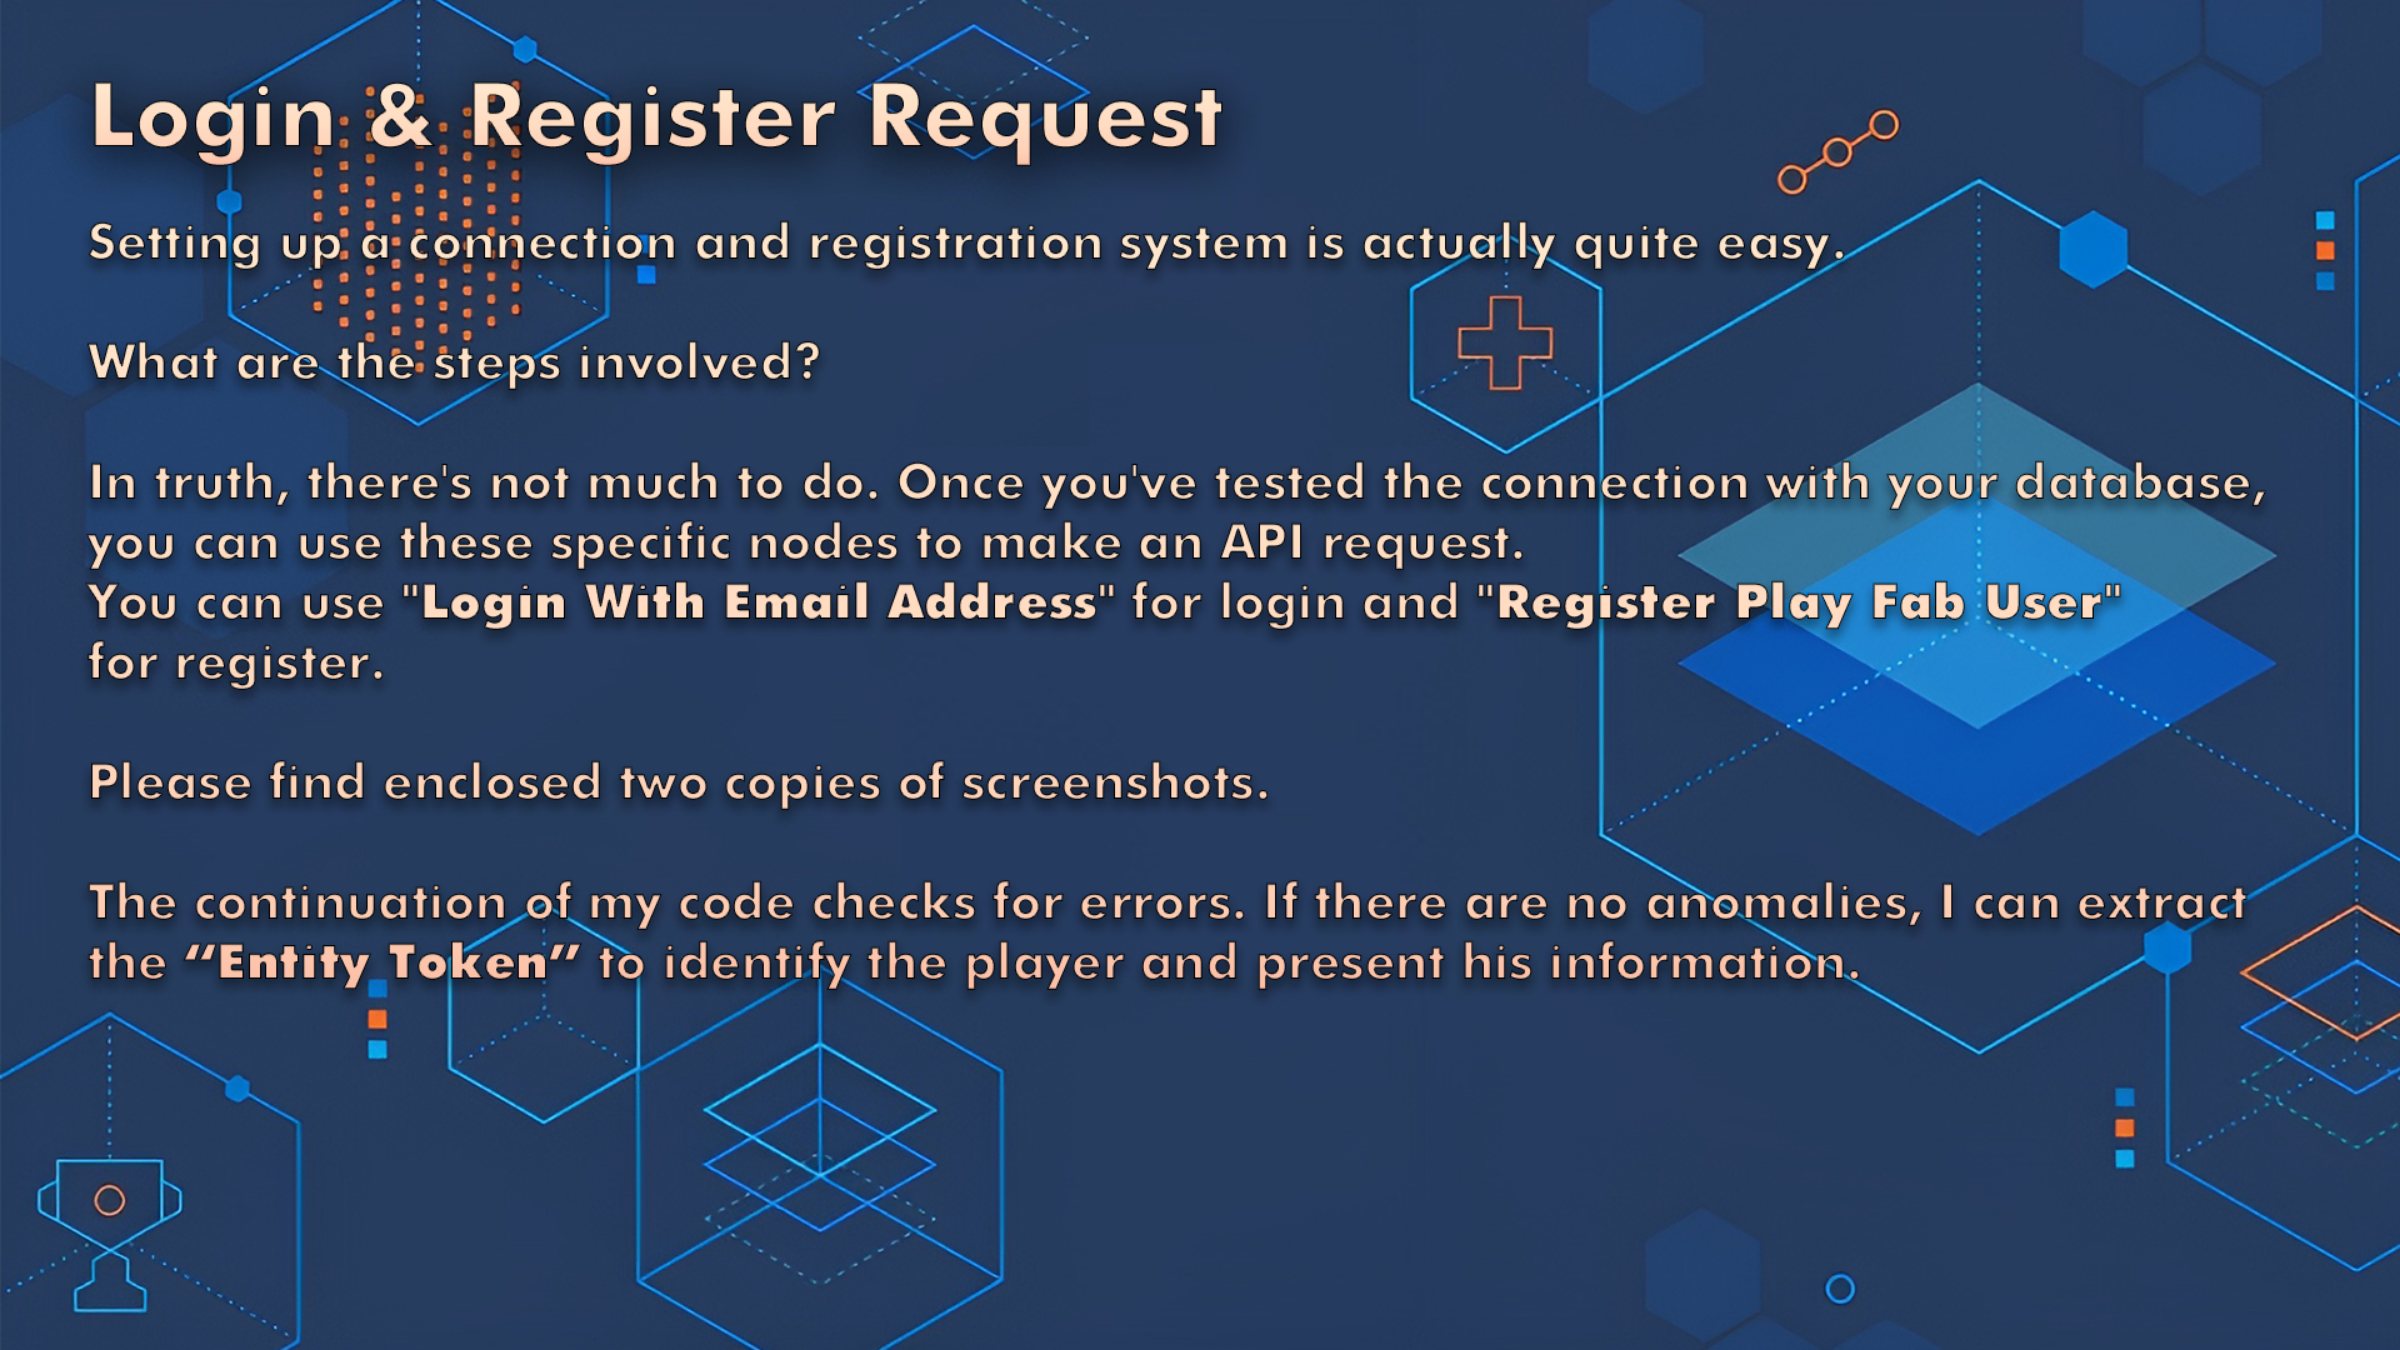 Login & Register Request
Setting up a connection and registration system is actually quite easy.
What are the steps involved?
In truth, there's not much to do. Once you've tested the connection with your database,
you can use these specific nodes to make an API request.
You can use "Login With Email Address" for login and "Register Play Fab User"
for register.
Please find enclosed two copies of screenshots.
The continuation of my code checks for errors. If there are no anomalies, I can extract
the “Entity Token” to identify the player and present his information.